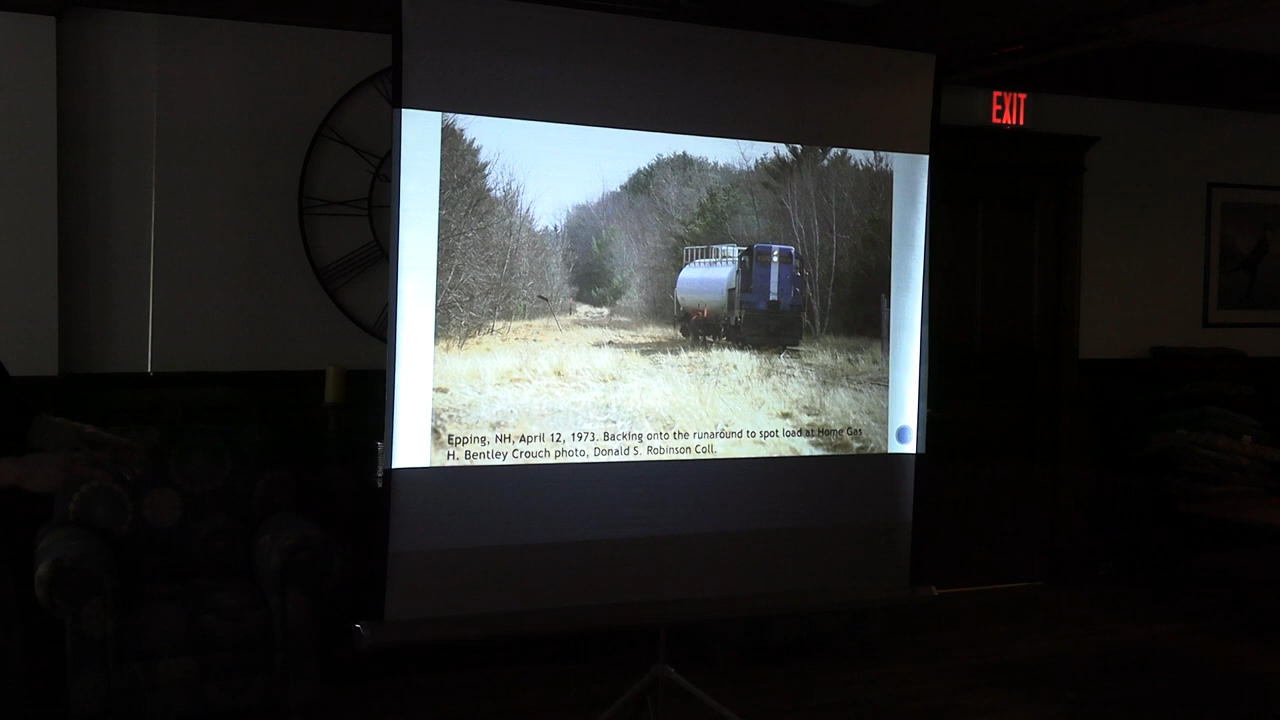 EXIT
Epping, NH, April 12, 1973. Backing onto the runaround to spot load at Home Gas
H. Bentley Crouch photo, Donald S. Robinson Coll.